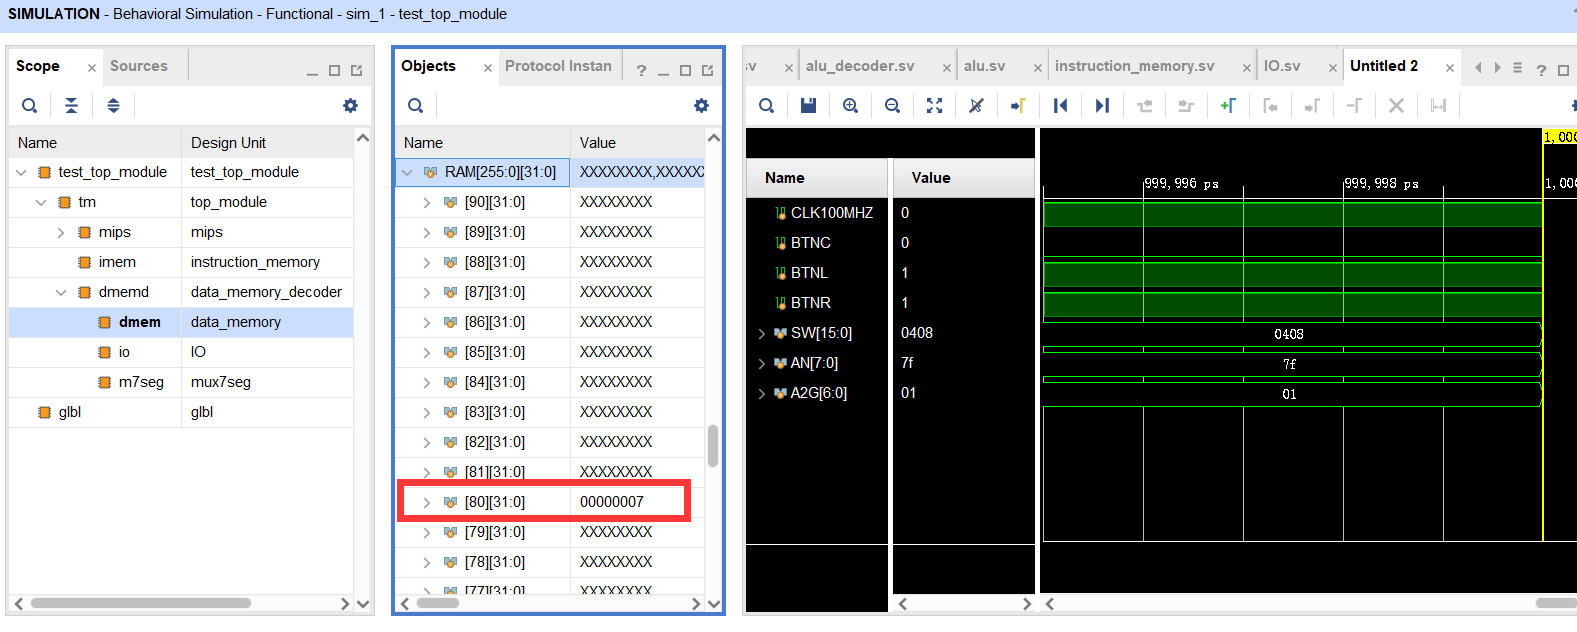 SIMULATION - Behavioral Simulation - Functional - sim_1 - test_top_module
Scope
Sources
Name
Design Unit
test_top_module
test_top_module
tm
top_module
mips
mips
imem
instruction_memory
dmemd
data_memory_decoder
dmem
data_memory
io
IO
m7seg
mux7seg
glbl
glbl
Objects
Protocol Instan
Name
Value
RAM[255:0][31:0]
XXXXXXXX,XXXXXX
[90][31:0]
XXXXXXXX
[89][31:0]
XXXXXXXX
[88][31:0]
XXXXXXXX
[87][31:0]
XXXXXXXX
[86][31:0]
XXXXXXXX
[85][31:0]
XXXXXXXX
[84][31:0]
XXXXXXXX
[83][31:0]
XXXXXXXX
[82][31:0]
XXXXXXXX
[81][31:0]
XXXXXXXX
[80][31:0]
00000007
[79][31:0]
XXXXXXXX
[78][31:0]
XXXXXXXX
[77][31:0]
XXXXXXXX
sv
alu_decoder.sv
alu.sv
instruction_memory.sv
IO.sv
Untitled 2
Name
Value
CLK100MHZ
0
BTNC
0
BTNL
1
BTNR
1
SW[15:0]
0408
AN[7:0]
7f
A2G[6:0]
01
1,000
999,996 ps
999,998 ps
1,000
0408
7f
01